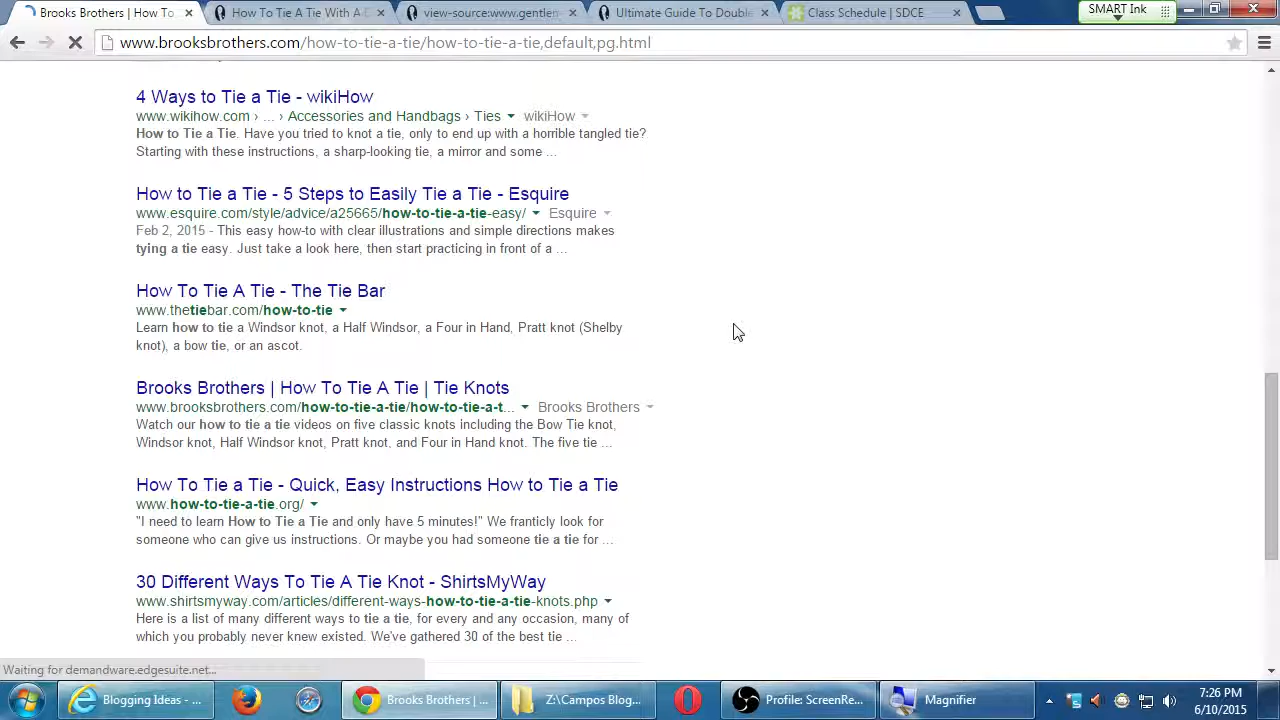 Brooks Brothers | How To
How To Tie A Tie With A D
view-source:www.gentlen
Ultimate Guide To Double
Class Schedule | SDCE
SMART Ink
www.brooksbrothers.com/how-to-tie-a-tie/how-to-tie-a-tie,default,pg.html
4 Ways to Tie a Tie - wikiHow
www.wikihow.com › ... › Accessories and Handbags › Ties wikiHow
How to Tie a Tie. Have you tried to knot a tie, only to end up with a horrible tangled tie?
Starting with these instructions, a sharp-looking tie, a mirror and some ...
How to Tie a Tie - 5 Steps to Easily Tie a Tie - Esquire
www.esquire.com/style/advice/a25665/how-to-tie-a-tie-easy/ Esquire
Feb 2, 2015 - This easy how-to with clear illustrations and simple directions makes
tying a tie easy. Just take a look here, then start practicing in front of a ...
How To Tie A Tie - The Tie Bar
www.thetiebar.com/how-to-tie
Learn how to tie a Windsor knot, a Half Windsor, a Four in Hand, Pratt knot (Shelby
knot), a bow tie, or an ascot.
Brooks Brothers | How To Tie A Tie | Tie Knots
www.brooksbrothers.com/how-to-tie-a-tie/how-to-tie-a-t... Brooks Brothers
Watch our how to tie a tie videos on five classic knots including the Bow Tie knot,
Windsor knot, Half Windsor knot, Pratt knot, and Four in Hand knot. The five tie ...
How To Tie a Tie - Quick, Easy Instructions How to Tie a Tie
www.how-to-tie-a-tie.org/
"I need to learn How to Tie a Tie and only have 5 minutes!" We franticly look for
someone who can give us instructions. Or maybe you had someone tie a tie for ...
30 Different Ways To Tie A Tie Knot - ShirtsMyWay
www.shirtsmyway.com/articles/different-ways-how-to-tie-a-tie-knots.php
Here is a list of many different ways to tie a tie, for every and any occasion, many of
which you probably never knew existed. We've gathered 30 of the best tie ...
Waiting for demandware.edgesuite.net...
Blogging Ideas - ...
Brooks Brothers | ...
Z:\Campos Blog...
Profile: ScreenRe...
Magnifier
7:26 PM
6/10/2015